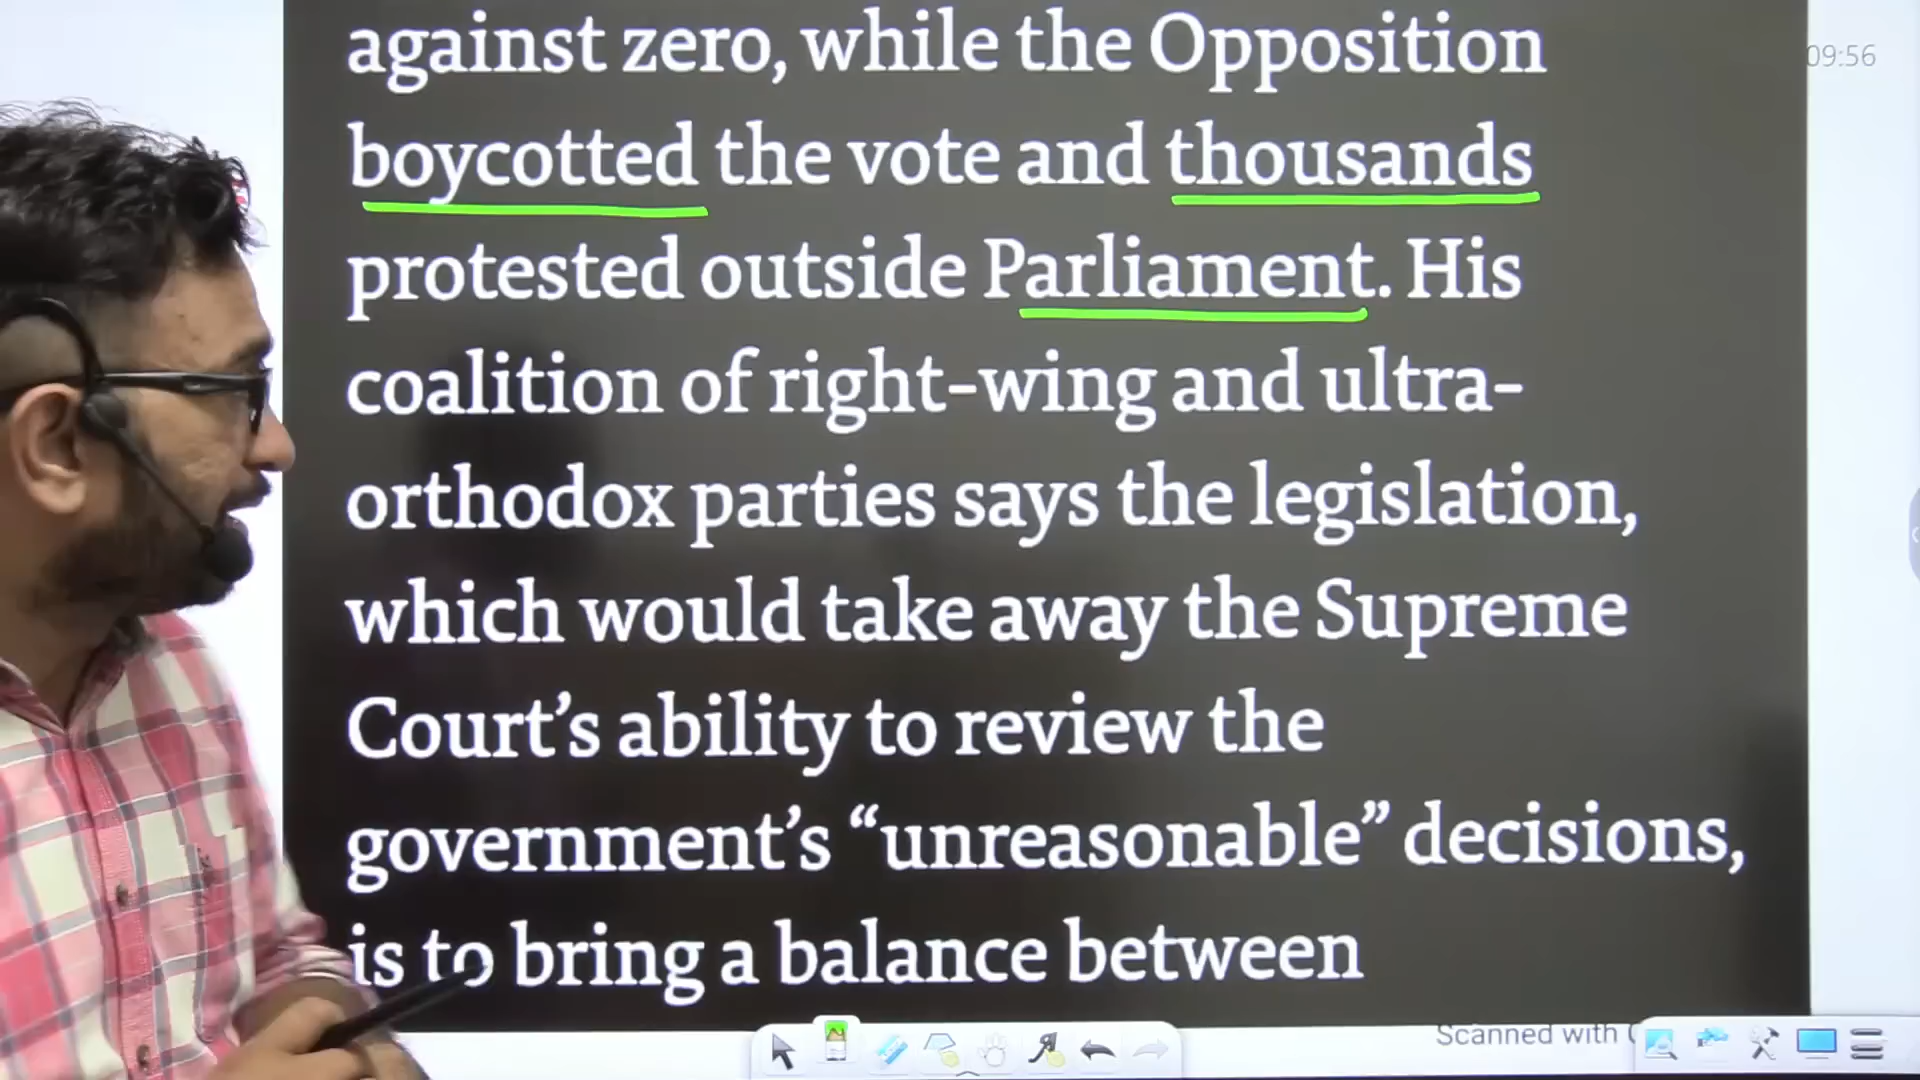 against zero, while the Opposition
09:56
boycotted the vote and thousands
protested outside Parliament. His
coalition of right-wing and ultra-
orthodox parties says the legislation,
which would take away the Supreme
Court’s ability to review the
government’s “unreasonable” decisions,
is to bring a balance between
Scanned with